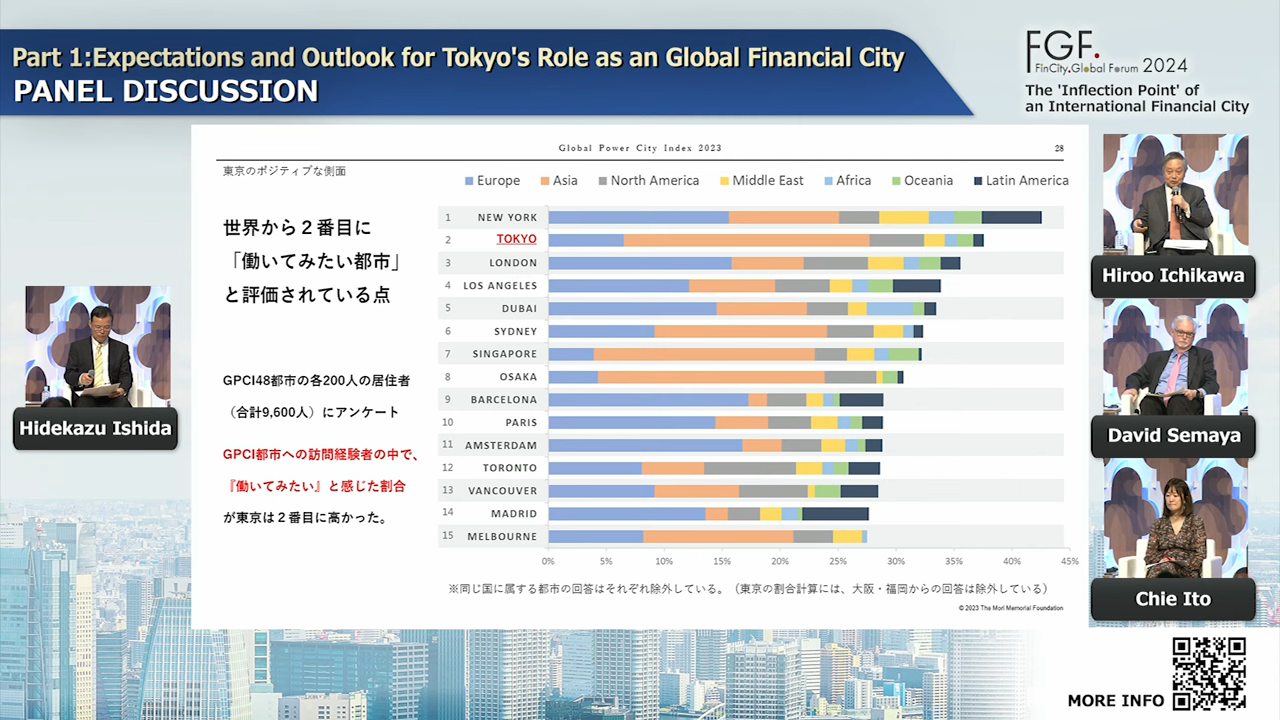 Part 1:Expectations and Outlook for Tokyo's Role as an Global Financial City
PANEL DISCUSSION
FGF.
FinCity.Global Forum 2024
The 'Inflection Point' of
an International Financial City
Global Power City Index 2023
28
東京のポジティブな側面
世界から２番目に
「働いてみたい都市」
と評価されている点
GPCI48都市の各200人の居住者
（合計9,600人）にアンケート
GPCI都市への訪問経験者の中で、
『働いてみたい』と感じた割合
が東京は２番目に高かった。
Europe Asia North America Middle East Africa Oceania Latin America
1 NEW YORK
2 TOKYO
3 LONDON
4 LOS ANGELES
5 DUBAI
6 SYDNEY
7 SINGAPORE
8 OSAKA
9 BARCELONA
10 PARIS
11 AMSTERDAM
12 TORONTO
13 VANCOUVER
14 MADRID
15 MELBOURNE
0% 5% 10% 15% 20% 25% 30% 35% 40% 45%
※同じ国に属する都市の回答はそれぞれ除外している。（東京の割合計算には、大阪・福岡からの回答は除外している）
© 2023 The Mori Memorial Foundation
Hidekazu Ishida
Hiroo Ichikawa
David Semaya
Chie Ito
MORE INFO